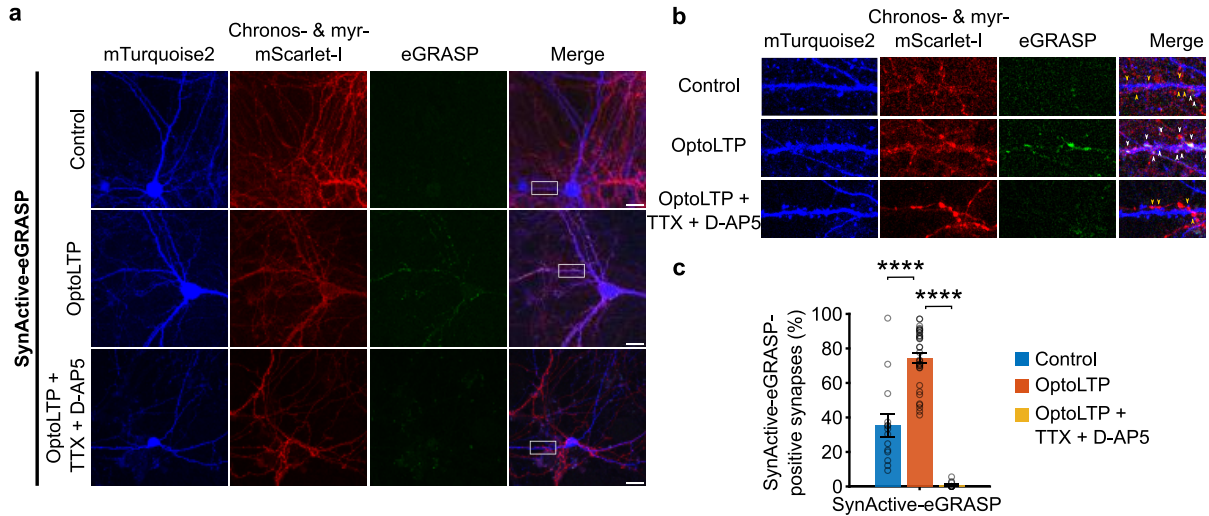 a
Chronos- & myr-
mTurquoise2 mScarlet-I eGRASP Merge
SynActive-eGRASP
Control
OptoLTP
OptoLTP +
TTX + D-AP5
b
Chronos- & myr-
mTurquoise2 mScarlet-I eGRASP Merge
Control
OptoLTP
OptoLTP +
TTX + D-AP5
c
SynActive-eGRASP-
positive synapses (%)
100
80
60
40
20
0
**** ****
SynActive-eGRASP
Control
OptoLTP
OptoLTP +
TTX + D-AP5